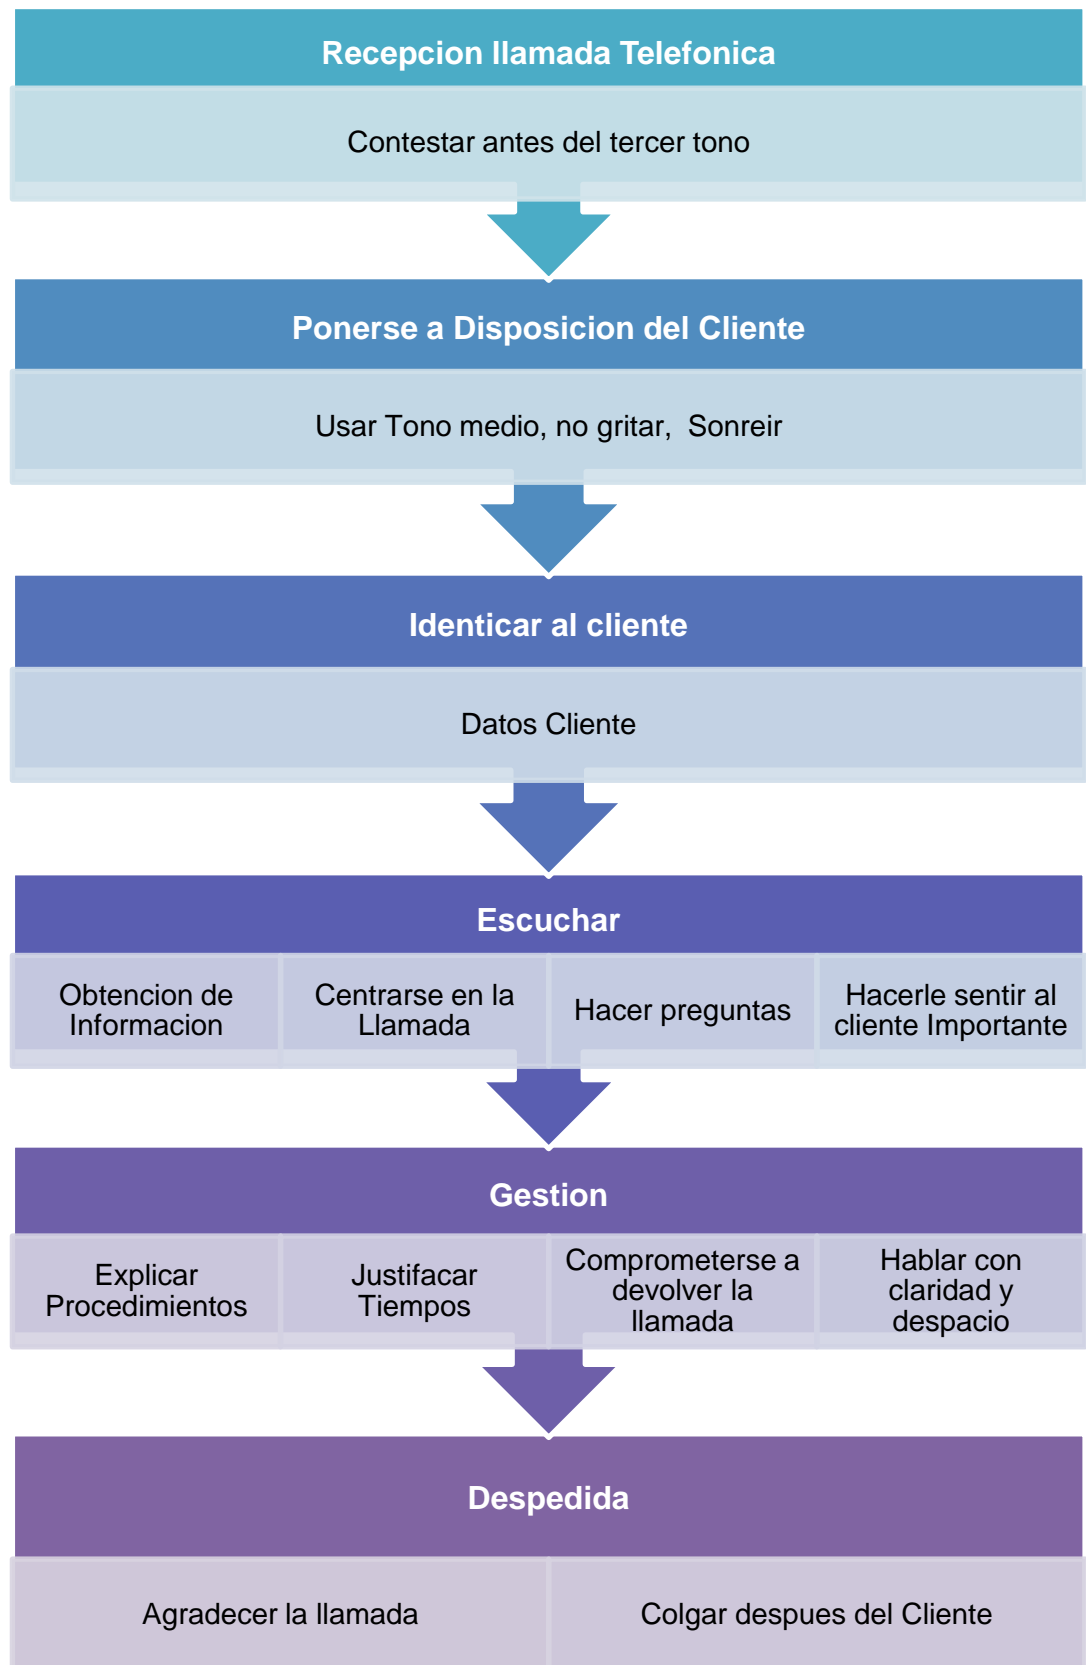 Recepcion llamada Telefonica
Contestar antes del tercer tono
Ponerse a Disposicion del Cliente
Usar Tono medio, no gritar,  Sonreir
Identicar al cliente
Datos Cliente
Escuchar
Obtencion de
Informacion
Centrarse en la
Llamada
Hacer preguntas
Hacerle sentir al
cliente Importante
Gestion
Explicar
Procedimientos
Justifacar
Tiempos
Comprometerse a
devolver la
llamada
Hablar con
claridad y
despacio
Despedida
Agradecer la llamada
Colgar despues del Cliente